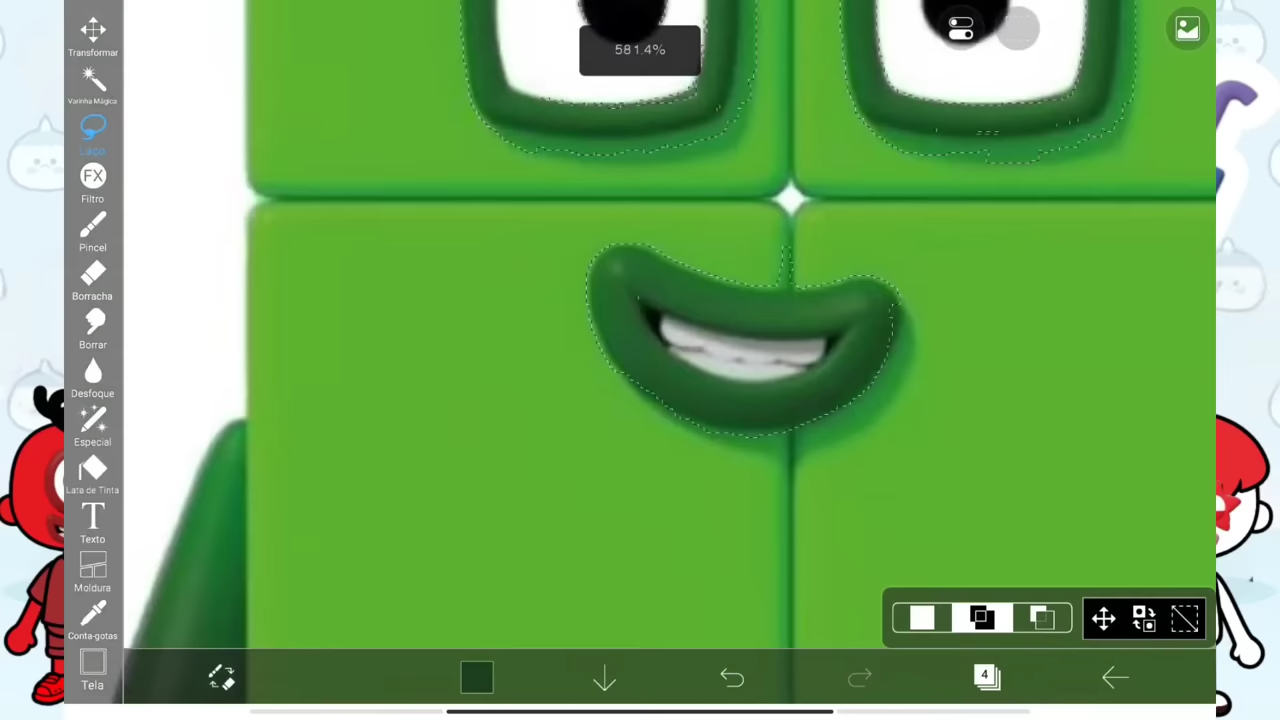 Transformar
Varinha Mágica
Laço
FX
Filtro
Pincel
Borracha
Borrar
Desfoque
Especial
Lata de Tinta
T
Texto
Moldura
Conta-gotas
Tela
581.4%
4